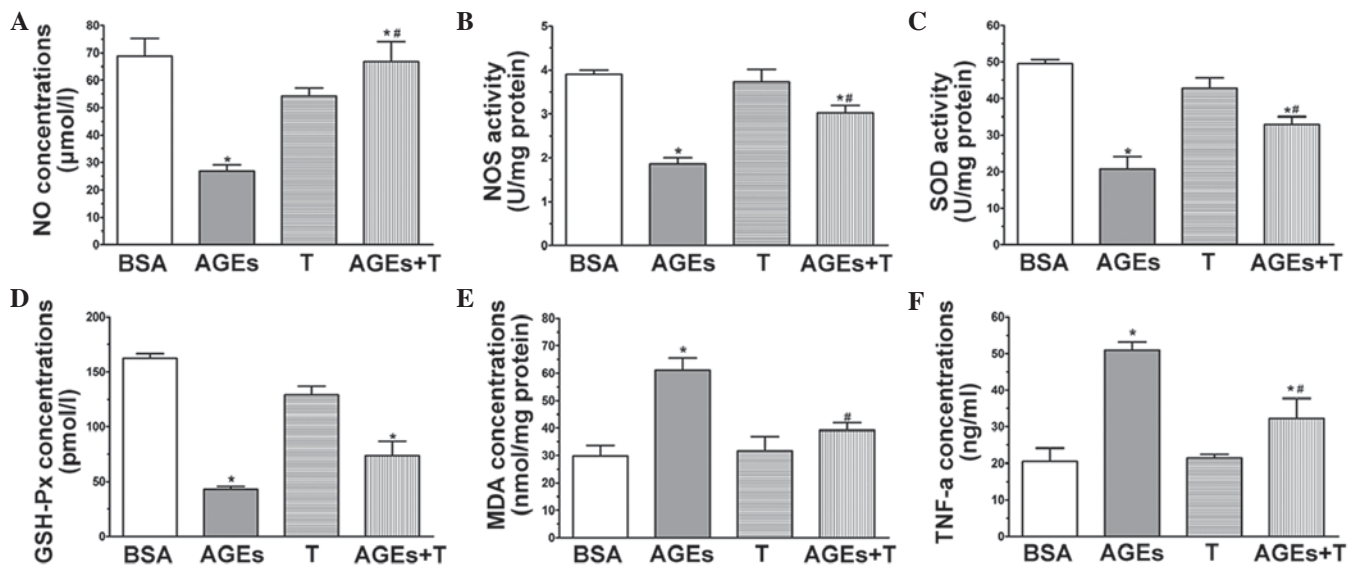 A
NO concentrations
(µmol/l)
80
70
60
50
40
30
20
10
0
*
*#
BSA AGEs T AGEs+T
B
NOS activity
(U/mg protein)
5
4
3
2
1
0
*
*#
BSA AGEs T AGEs+T
C
SOD activity
(U/mg protein)
60
50
40
30
20
10
0
*
*#
BSA AGEs T AGEs+T
D
GSH-Px concentrations
(pmol/l)
200
150
100
50
0
*
*
BSA AGEs T AGEs+T
E
MDA concentrations
(nmol/mg protein)
80
70
60
50
40
30
20
10
0
*
#
BSA AGEs T AGEs+T
F
TNF-a concentrations
(ng/ml)
60
50
40
30
20
10
0
*
*#
BSA AGEs T AGEs+T